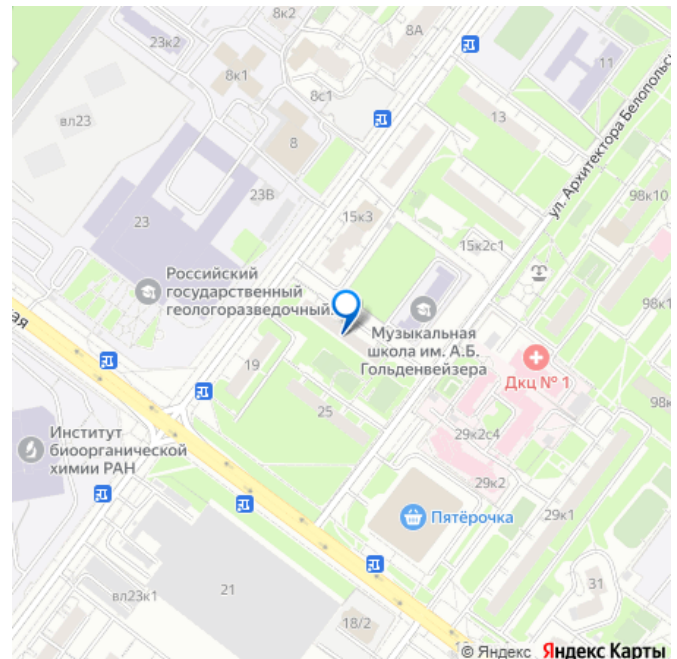 8к2
8А
23к2
11
8к1
8с1
вл23
13
8
ул. Архитектора Белопольск
98к10
23В
23
15к3
15к2с1
Российский
государственный
геологоразведочный...
98к1
Музыкальная
школа им. А.Б.
Гольденвейзера
ая
19
Дкц № 1
98к
25
Институт
биоорганической
химии РАН
29к2с4
29к2
Пятёрочка
29к1
21
вл23к1
31
18/2
© Яндекс Яндекс Карты